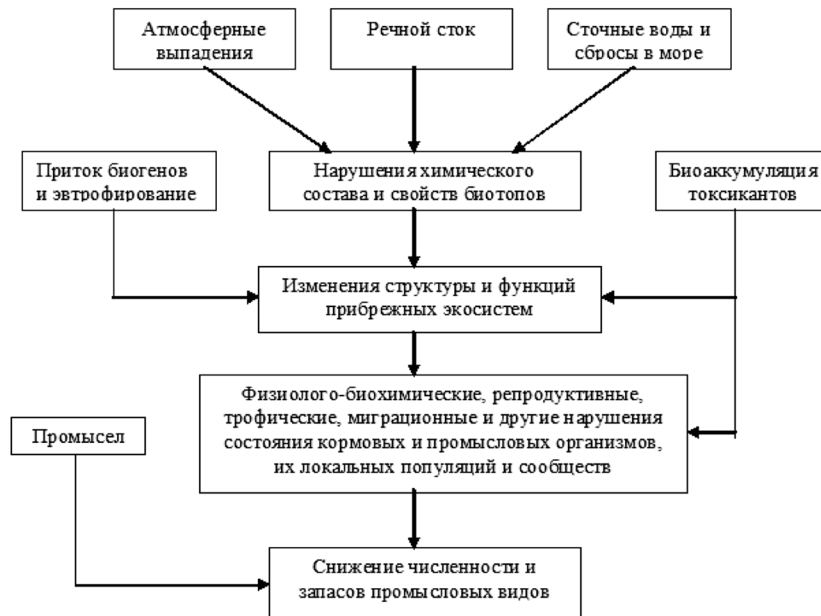 Атмосферные
выпадения
Речной сток
Сточные воды и
сбросы в море
Приток биогенов
и эвтрофирование
Нарушения химического
состава и свойств биотопов
Биоаккумуляция
токсикантов
Изменения структуры и функций
прибрежных экосистем
Физиолого-биохимические, репродуктивные,
трофические, миграционные и другие нарушения
состояния кормовых и промысловых организмов,
их локальных популяций и сообществ
Промысел
Снижение численности и
запасов промысловых видов